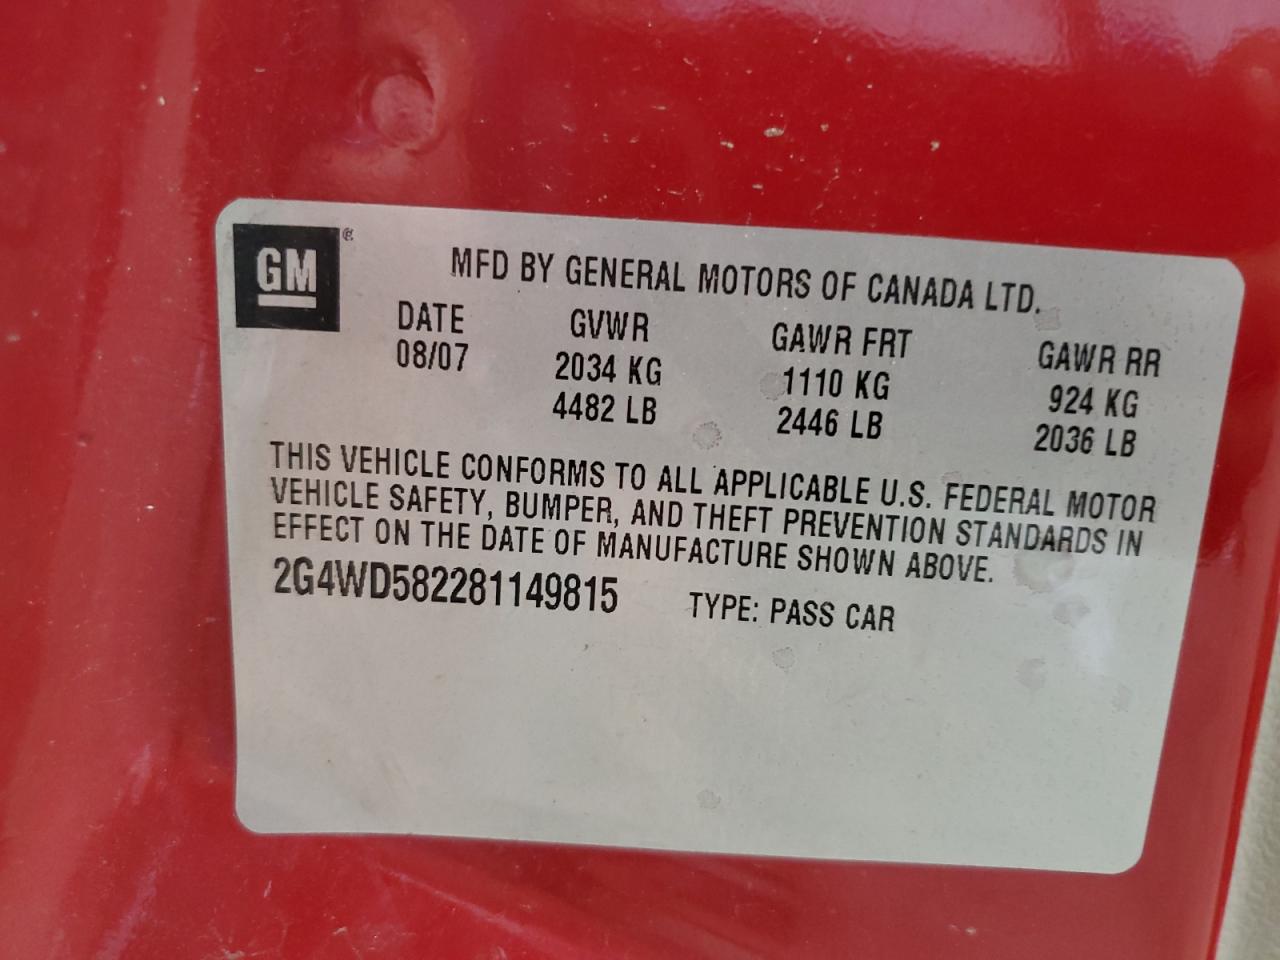 GM ®
MFD BY GENERAL MOTORS OF CANADA LTD.
DATE GVWR GAWR FRT GAWR RR
08/07 2034 KG 1110 KG 924 KG
4482 LB 2446 LB 2036 LB
THIS VEHICLE CONFORMS TO ALL APPLICABLE U.S. FEDERAL MOTOR
VEHICLE SAFETY, BUMPER, AND THEFT PREVENTION STANDARDS IN
EFFECT ON THE DATE OF MANUFACTURE SHOWN ABOVE.
2G4WD582281149815 TYPE: PASS CAR